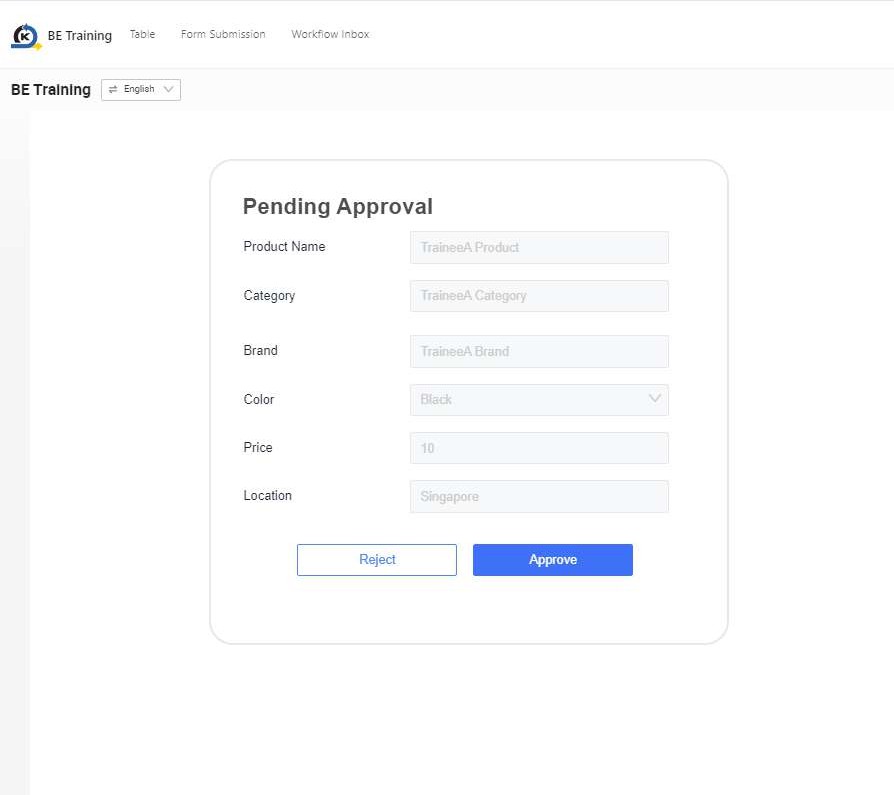 BE Training Table Form Submission Workflow Inbox
BE Training English
Pending Approval
Product Name TraineeA Product
Category TraineeA Category
Brand TraineeA Brand
Color Black
Price 10
Location Singapore
Reject Approve